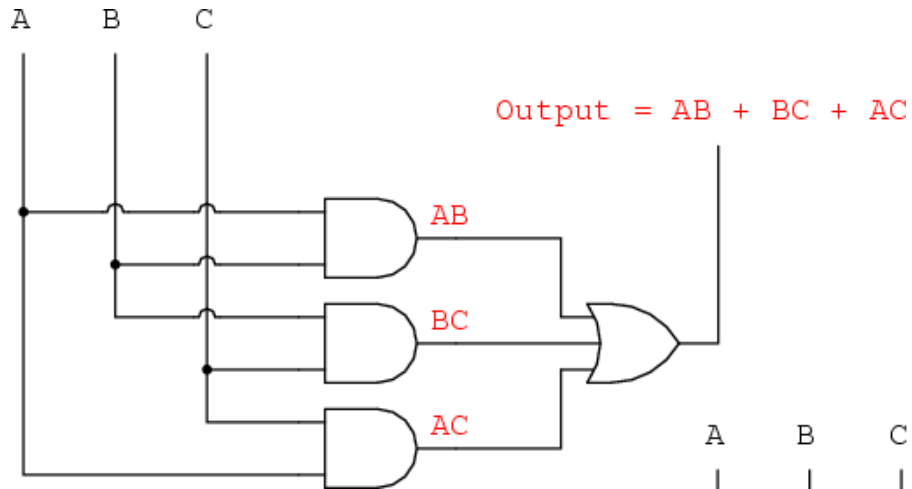 A B C
Output = AB + BC + AC
AB
BC
AC
A B C